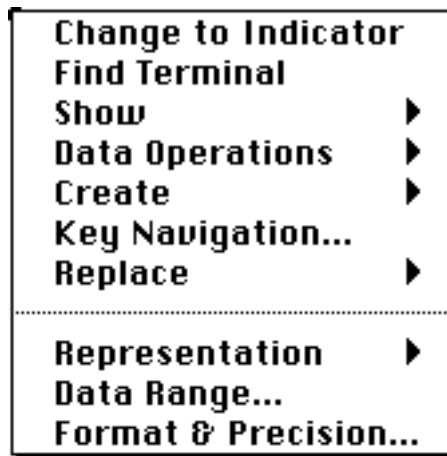 Change to Indicator
Find Terminal
Show
Data Operations
Create
Key Navigation...
Replace
Representation
Data Range...
Format & Precision...